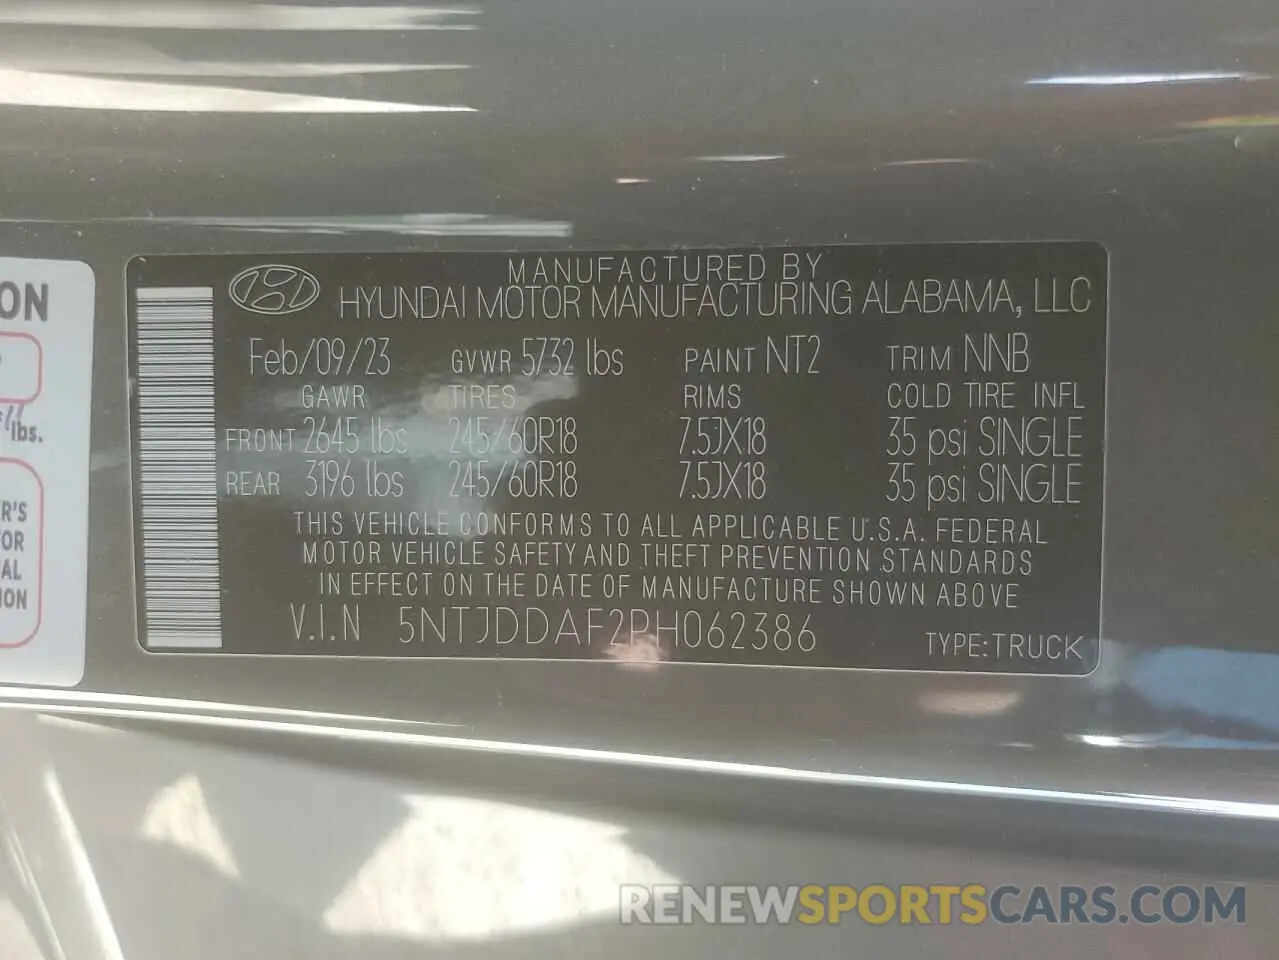 MANUFACTURED BY
HYUNDAI MOTOR MANUFACTURING ALABAMA, LLC
Feb/09/23 GVWR 5732 lbs PAINT NT2 TRIM NNB
GAWR TIRES RIMS COLD TIRE INFL
FRONT 2645 lbs 245/60R18 7.5JX18 35 psi SINGLE
REAR 3196 lbs 245/60R18 7.5JX18 35 psi SINGLE
THIS VEHICLE CONFORMS TO ALL APPLICABLE U.S.A. FEDERAL
MOTOR VEHICLE SAFETY AND THEFT PREVENTION STANDARDS
IN EFFECT ON THE DATE OF MANUFACTURE SHOWN ABOVE
V.I.N 5NTJDDAF2PH062386 TYPE:TRUCK
ON
lbs.
R'S
FOR
AL
ION
RENEWSPORTSCARS.COM